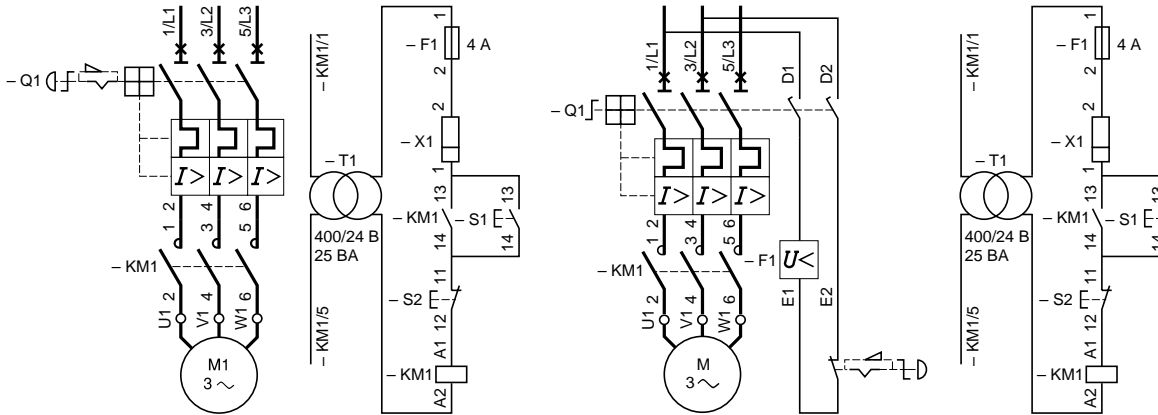 1/L1 3/L2 5/L3
– Q1
I> I> I>
2 4 6
1 3 5
– KM1
2 4 6
U1 V1 W1
M1
3 ~
– KM1/1
– T1
400/24 В
25 ВА
– KM1/5
1
– F1 4 A
2
2
– X1
1
13 13
– KM1 – S1
14 14
11
– S2
12
A1
– KM1
A2
1/L1 3/L2 5/L3 D1 D2
– Q1
I> I> I>
2 4 6
1 3 5
– KM1
– F1 U<
2 4 6
U1 V1 W1
E1 E2
M
3 ~
– KM1/1
– T1
400/24 В
25 ВА
– KM1/5
1
– F1 4 A
2
2
– X1
1
13 13
– KM1 – S1
14 14
11
– S2
12
A1
– KM1
A2